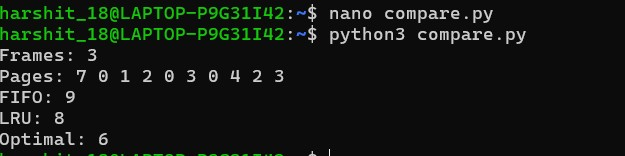 harshit_18@LAPTOP-P9G31I42:~$ nano compare.py
harshit_18@LAPTOP-P9G31I42:~$ python3 compare.py
Frames: 3
Pages: 7 0 1 2 0 3 0 4 2 3
FIFO: 9
LRU: 8
Optimal: 6